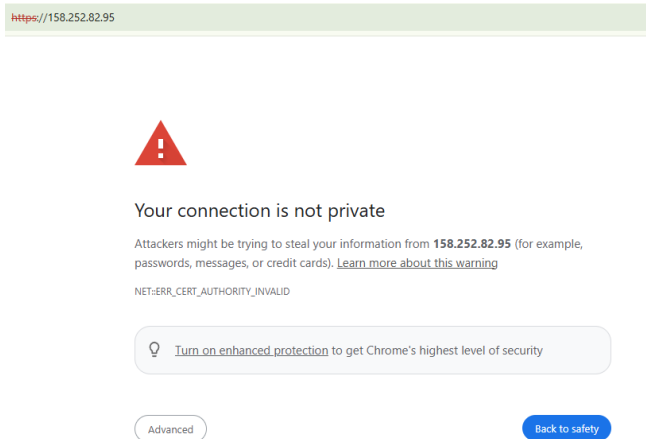 https://158.252.82.95
Your connection is not private
Attackers might be trying to steal your information from 158.252.82.95 (for example,
passwords, messages, or credit cards). Learn more about this warning
NET::ERR_CERT_AUTHORITY_INVALID
Turn on enhanced protection to get Chrome's highest level of security
Advanced
Back to safety